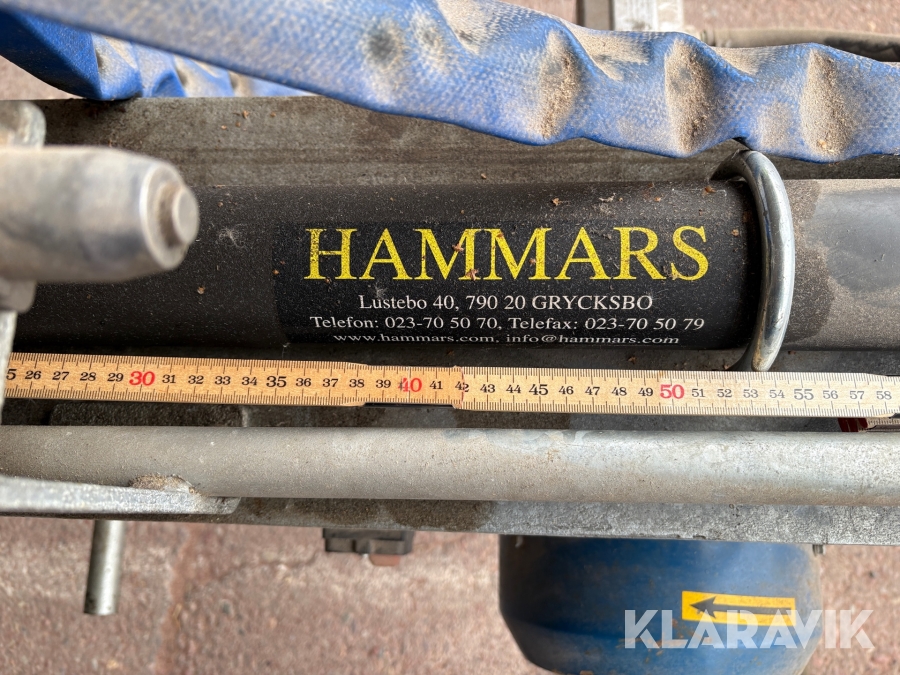 HAMMARS
Lustebo 40, 790 20 GRYCKSBO
Telefon: 023-70 50 70, Telefax: 023-70 50 79
www.hammars.com, info@hammars.com
26 27 28 29 30 31 32 33 34 35 36 37 38 39 40 41 42 43 44 45 46 47 48 49 50 51 52 53 54 55 56 57 58
KLARAVIK